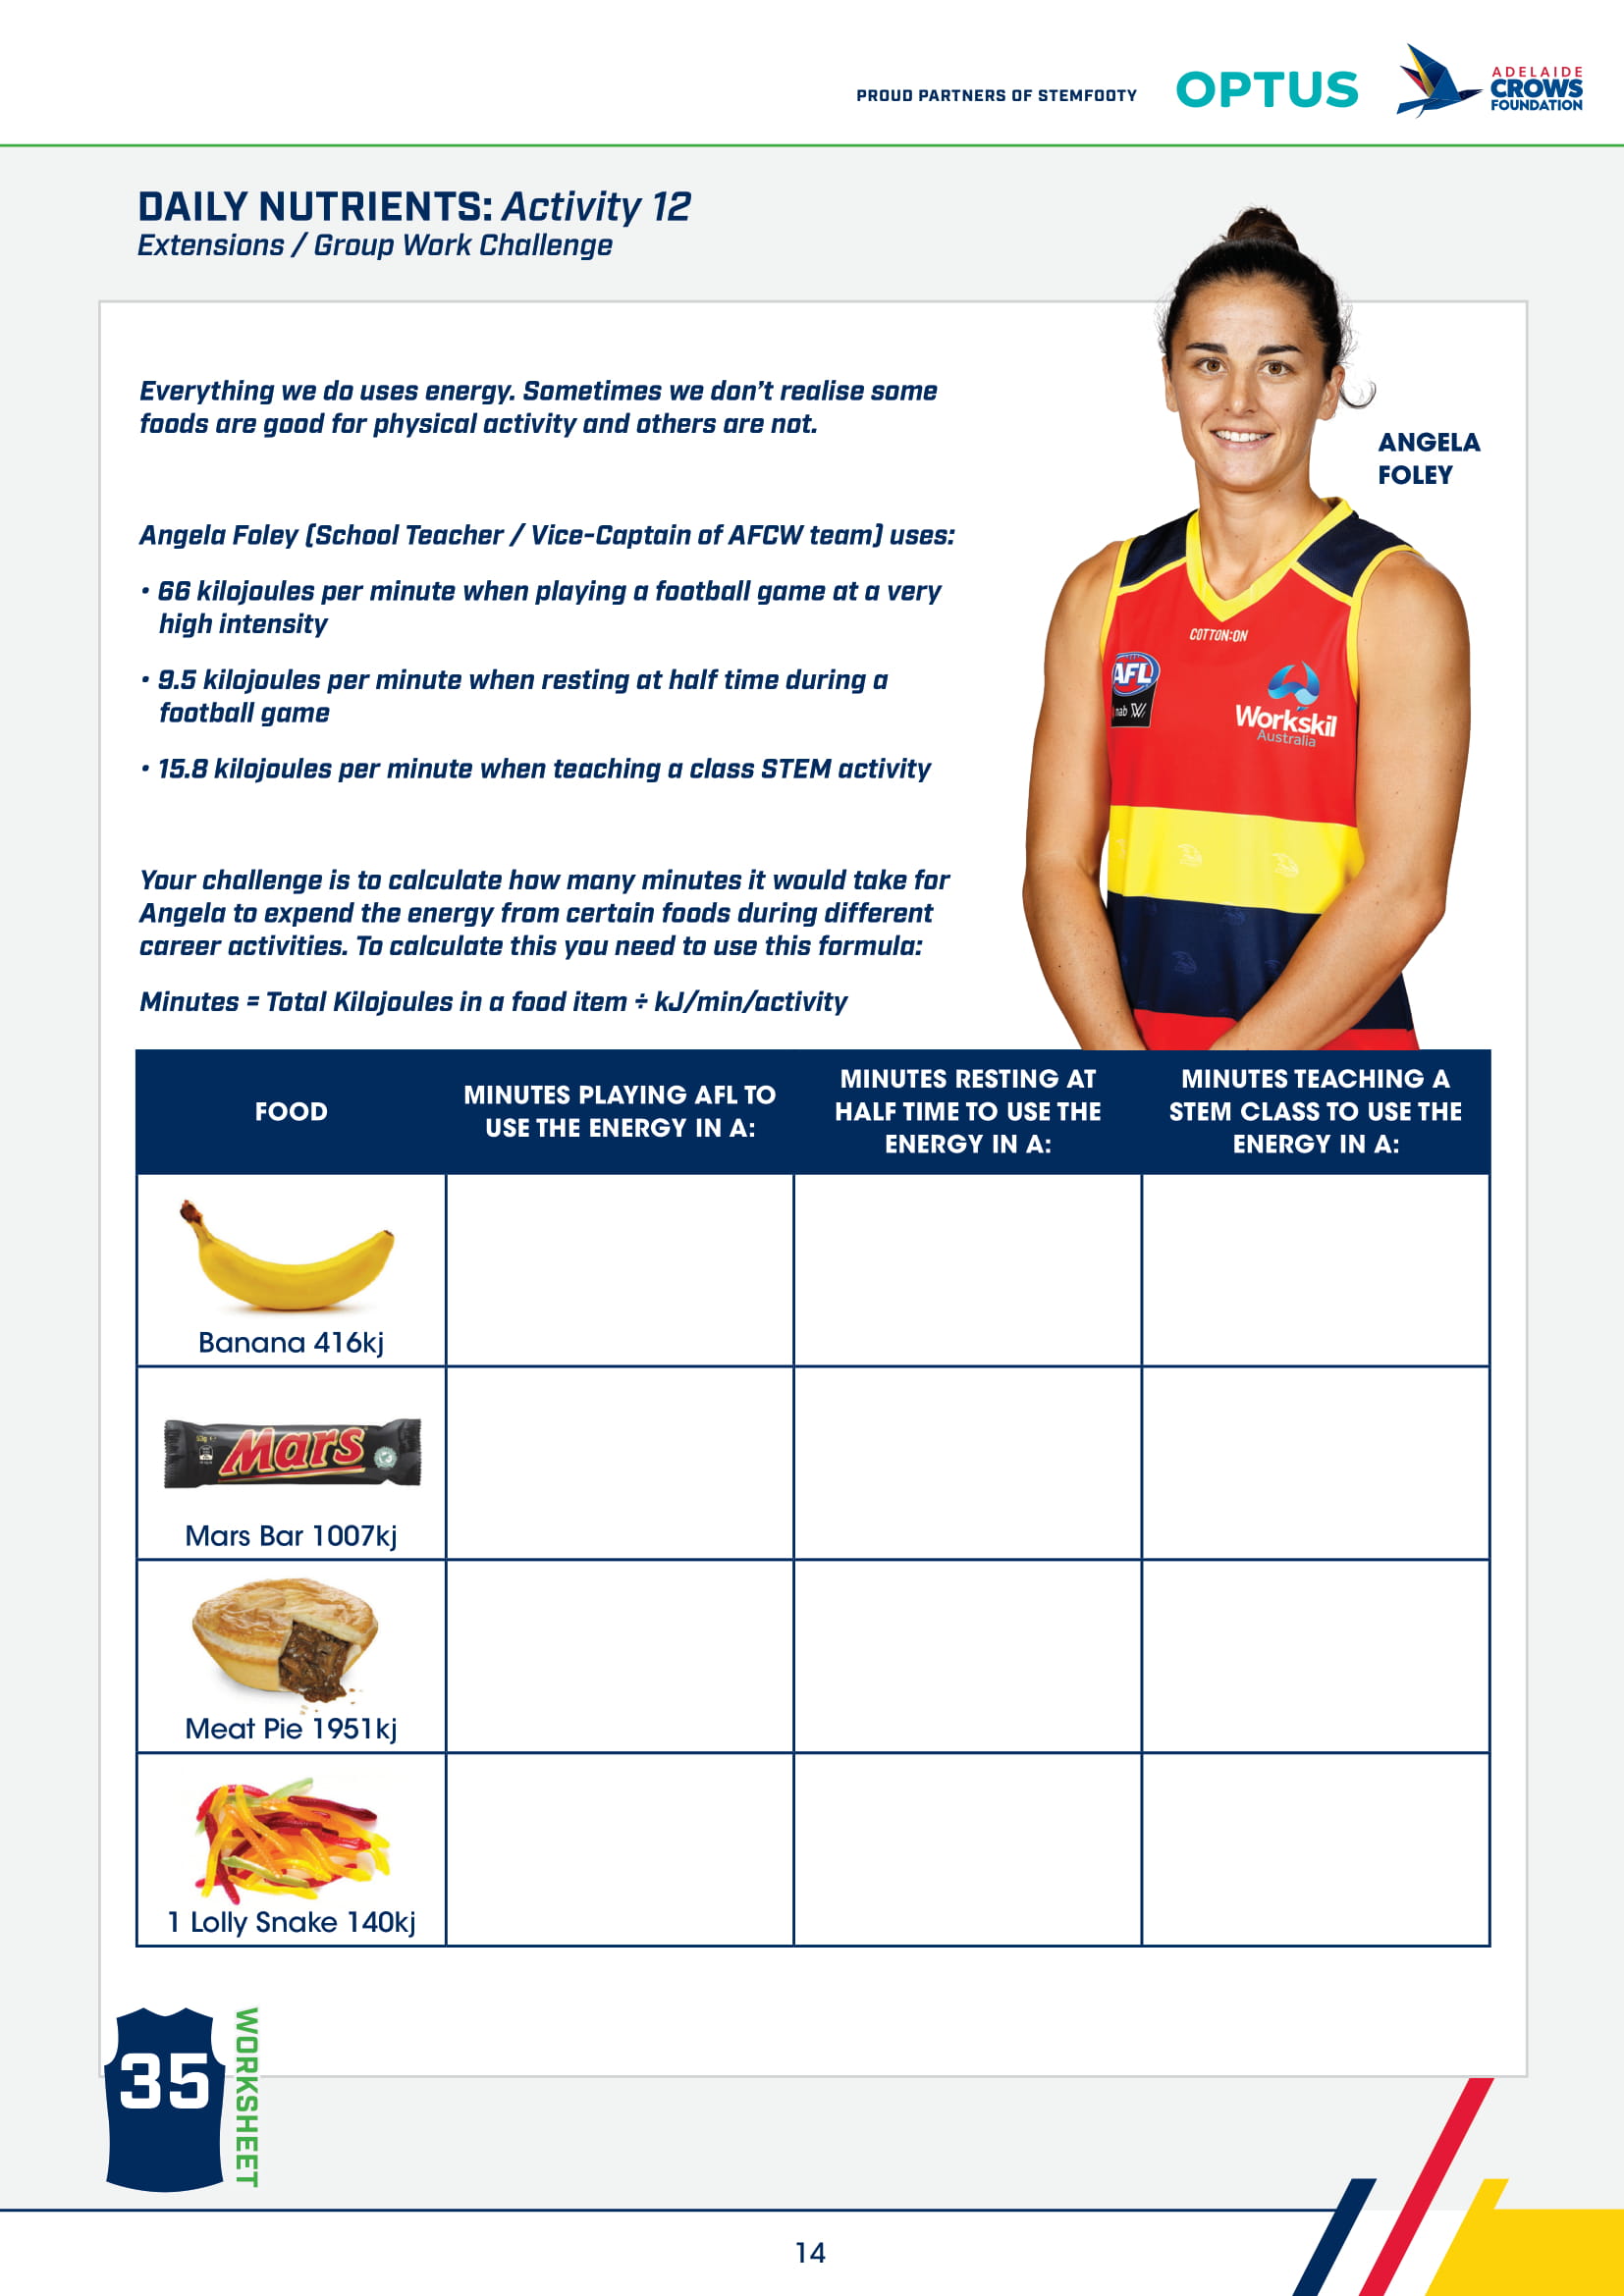 PROUD PARTNERS OF STEMFOOTY
OPTUS
ADELAIDE
CROWS
FOUNDATION
DAILY NUTRIENTS: Activity 12
Extensions / Group Work Challenge
Everything we do uses energy. Sometimes we don't realise some
foods are good for physical activity and others are not.
ANGELA
FOLEY
Angela Foley (School Teacher / Vice-Captain of AFCW team) uses:
• 66 kilojoules per minute when playing a football game at a very
high intensity
• 9.5 kilojoules per minute when resting at half time during a
football game
• 15.8 kilojoules per minute when teaching a class STEM activity
COTTON:ON
AFL
nab W
Workskil
Australia
Your challenge is to calculate how many minutes it would take for
Angela to expend the energy from certain foods during different
career activities. To calculate this you need to use this formula:
Minutes = Total Kilojoules in a food item ÷ kJ/min/activity
FOOD
MINUTES PLAYING AFL TO
USE THE ENERGY IN A:
MINUTES RESTING AT
HALF TIME TO USE THE
ENERGY IN A:
MINUTES TEACHING A
STEM CLASS TO USE THE
ENERGY IN A:
Banana 416kj
Mars
Mars Bar 1007kj
Meat Pie 1951kj
1 Lolly Snake 140kj
35
WORKSHEET
14